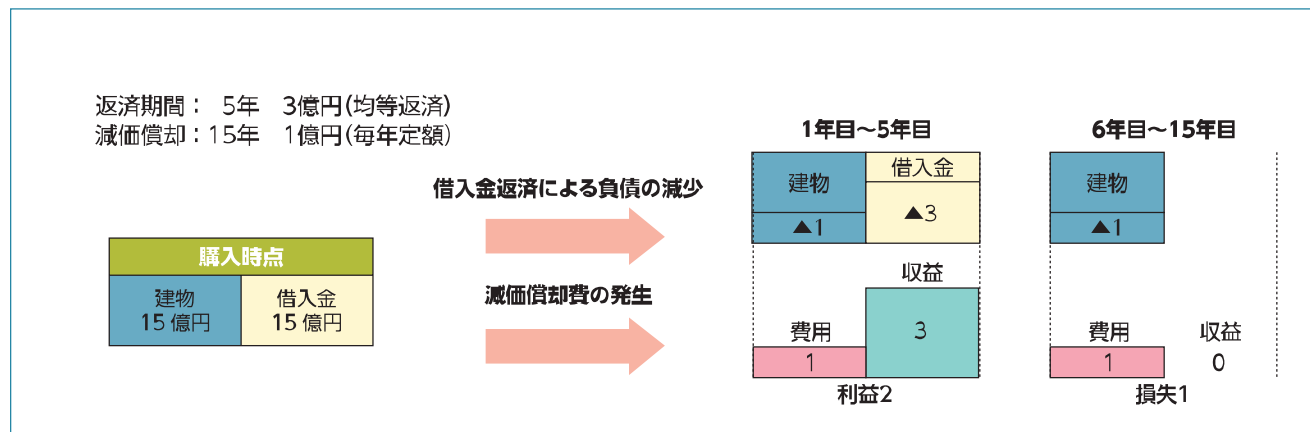 返済期間： 5年 3億円(均等返済)
減価償却：15年 1億円(毎年定額)
購入時点
建物
15億円
借入金
15億円
借入金返済による負債の減少
減価償却費の発生
1年目〜5年目
建物
▲1
借入金
▲3
費用
1
収益
3
利益2
6年目〜15年目
建物
▲1
費用
1
収益
0
損失1